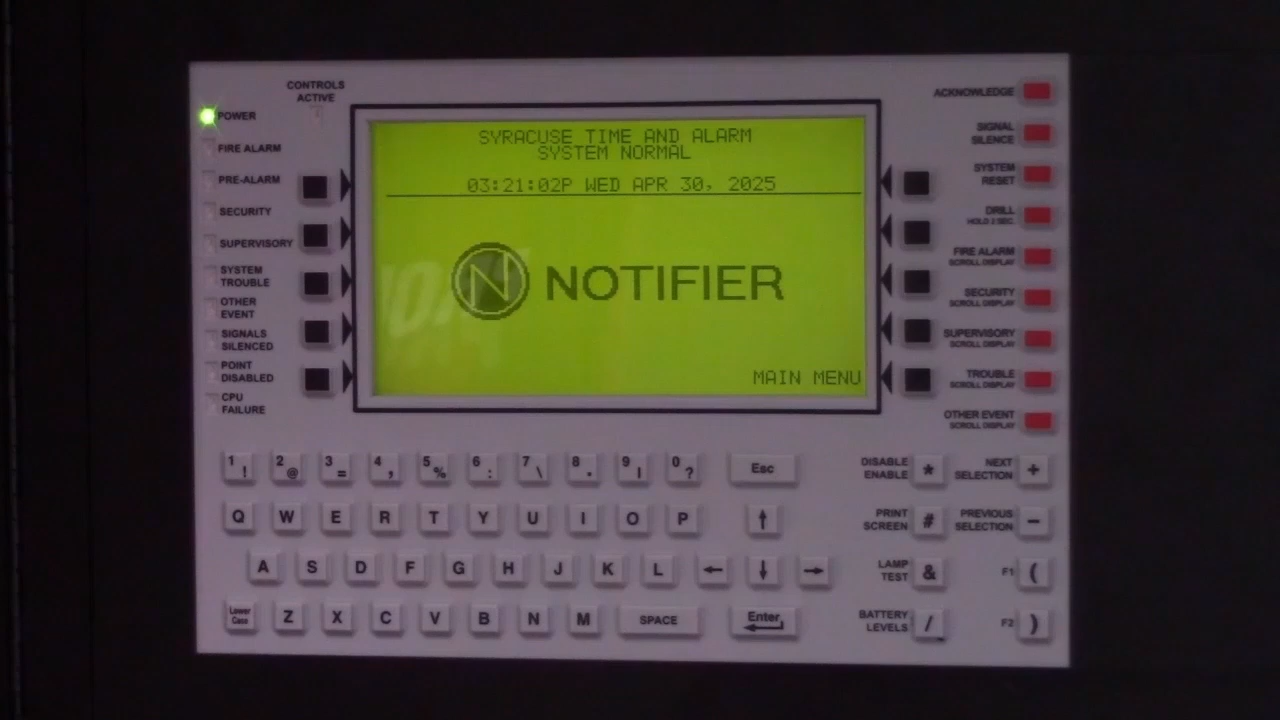 CONTROLS
ACTIVE
POWER
FIRE ALARM
PRE-ALARM
SECURITY
SUPERVISORY
SYSTEM
TROUBLE
OTHER
EVENT
SIGNALS
SILENCED
POINT
DISABLED
CPU
FAILURE
SYRACUSE TIME AND ALARM
SYSTEM NORMAL
03:21:02P WED APR 30, 2025
N NOTIFIER
MAIN MENU
ACKNOWLEDGE
SIGNAL
SILENCE
SYSTEM
RESET
DRILL
HOLD 2 SEC.
FIRE ALARM
SCROLL DISPLAY
SECURITY
SCROLL DISPLAY
SUPERVISORY
SCROLL DISPLAY
TROUBLE
SCROLL DISPLAY
OTHER EVENT
SCROLL DISPLAY
1 ! 2 @ 3 = 4 , 5 % 6 : 7 \ 8 . 9 | 0 ? Esc
Q W E R T Y U I O P ↑
A S D F G H J K L ← ↓ →
Lower
Case
Z X C V B N M SPACE Enter
DISABLE
ENABLE
*
NEXT
SELECTION
+
PRINT
SCREEN
#
PREVIOUS
SELECTION
−
LAMP
TEST
&
F1 (
BATTERY
LEVELS
/
F2 )